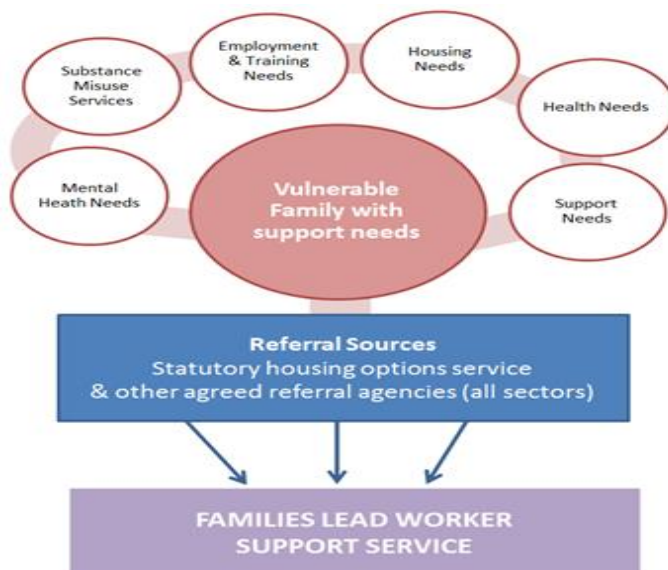 Employment
& Training
Needs
Housing
Needs
Substance
Misuse
Services
Health Needs
Mental
Heath Needs
Vulnerable
Family with
support needs
Support
Needs
Referral Sources
Statutory housing options service
& other agreed referral agencies (all sectors)
FAMILIES LEAD WORKER
SUPPORT SERVICE